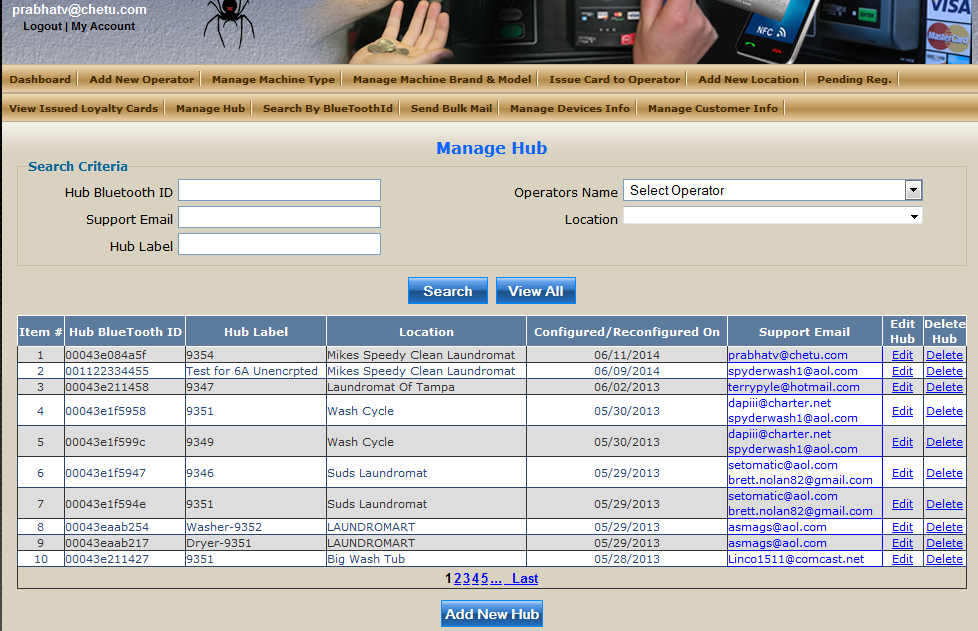 prabhatv@chetu.com
Logout | My Account
NFC
VISA
MasterCard
Dashboard Add New Operator Manage Machine Type Manage Machine Brand & Model Issue Card to Operator Add New Location Pending Reg.
View Issued Loyalty Cards Manage Hub Search By BlueToothId Send Bulk Mail Manage Devices Info Manage Customer Info
Manage Hub
Search Criteria
Hub Bluetooth ID Operators Name Select Operator
Support Email Location
Hub Label
Search View All
Item # Hub BlueTooth ID Hub Label Location Configured/Reconfigured On Support Email Edit Hub Delete Hub
1 00043e084a5f 9354 Mikes Speedy Clean Laundromat 06/11/2014 prabhatv@chetu.com Edit Delete
2 001122334455 Test for 6A Unencrpted Mikes Speedy Clean Laundromat 06/09/2014 spyderwash1@aol.com Edit Delete
3 00043e211458 9347 Laundromat Of Tampa 06/02/2013 terrypyle@hotmail.com Edit Delete
4 00043e1f5958 9351 Wash Cycle 05/30/2013 dapiii@charter.net spyderwash1@aol.com Edit Delete
5 00043e1f599c 9349 Wash Cycle 05/30/2013 dapiii@charter.net spyderwash1@aol.com Edit Delete
6 00043e1f5947 9346 Suds Laundromat 05/29/2013 setomatic@aol.com brett.nolan82@gmail.com Edit Delete
7 00043e1f594e 9351 Suds Laundromat 05/29/2013 setomatic@aol.com brett.nolan82@gmail.com Edit Delete
8 00043eaab254 Washer-9352 LAUNDROMART 05/29/2013 asmags@aol.com Edit Delete
9 00043eaab217 Dryer-9351 LAUNDROMART 05/29/2013 asmags@aol.com Edit Delete
10 00043e211427 9351 Big Wash Tub 05/28/2013 Linco1511@comcast.net Edit Delete
1 2 3 4 5 ... Last
Add New Hub